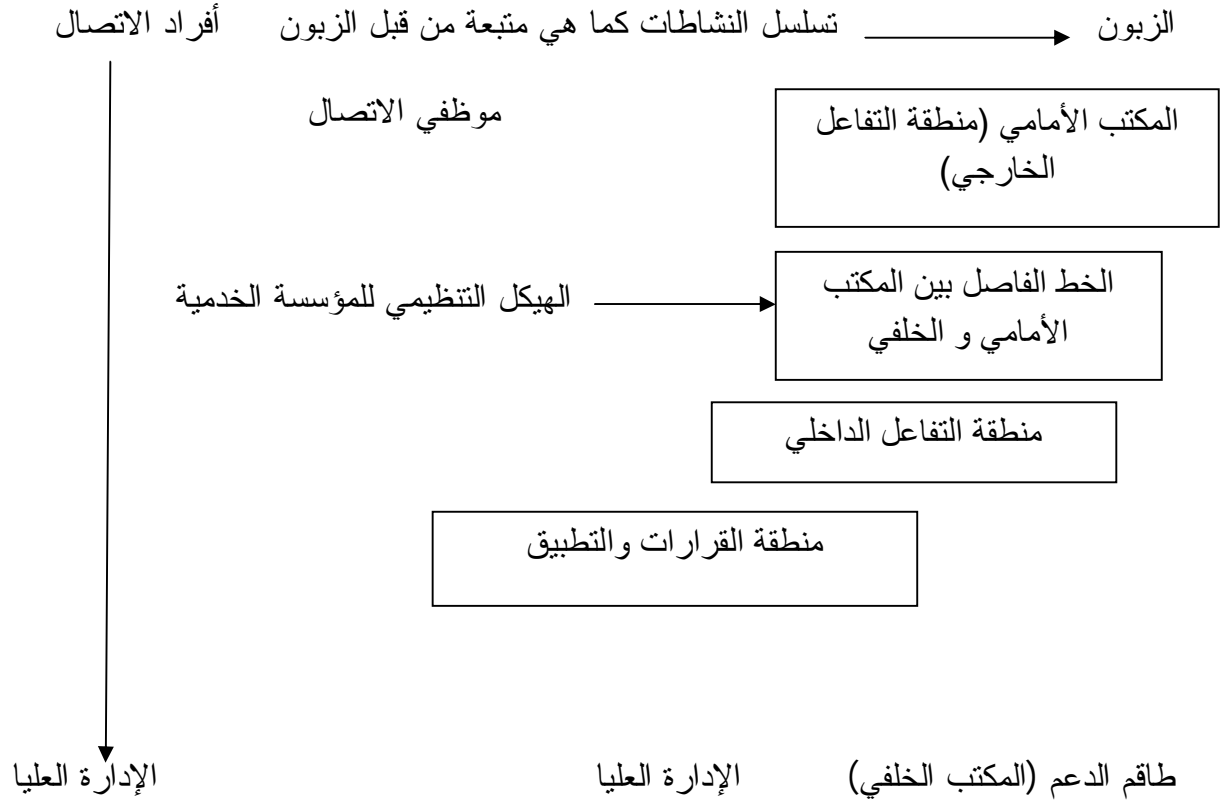 الزبون تسلسل النشاطات كما هي متبعة من قبل الزبون أفراد الاتصال
المكتب الأمامي (منطقة التفاعل
الخارجي)
موظفي الاتصال
الخط الفاصل بين المكتب
الأمامي و الخلفي
الهيكل التنظيمي للمؤسسة الخدمية
منطقة التفاعل الداخلي
منطقة القرارات والتطبيق
طاقم الدعم (المكتب الخلفي) الإدارة العليا الإدارة العليا